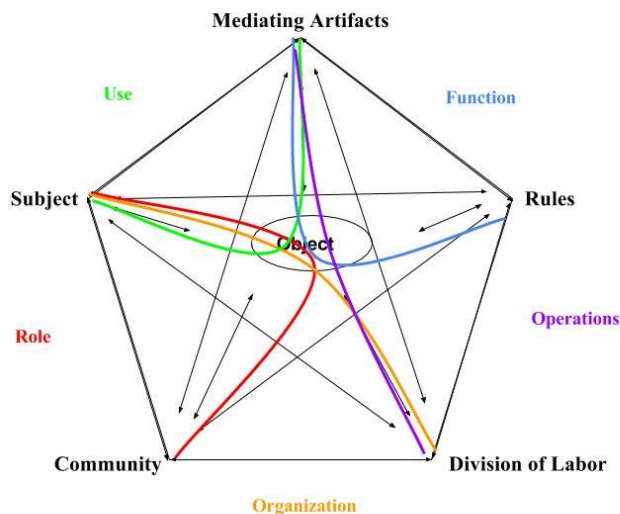 Mediating Artifacts
Use
Function
Subject
Rules
Object
Role
Operations
Community
Division of Labor
Organization